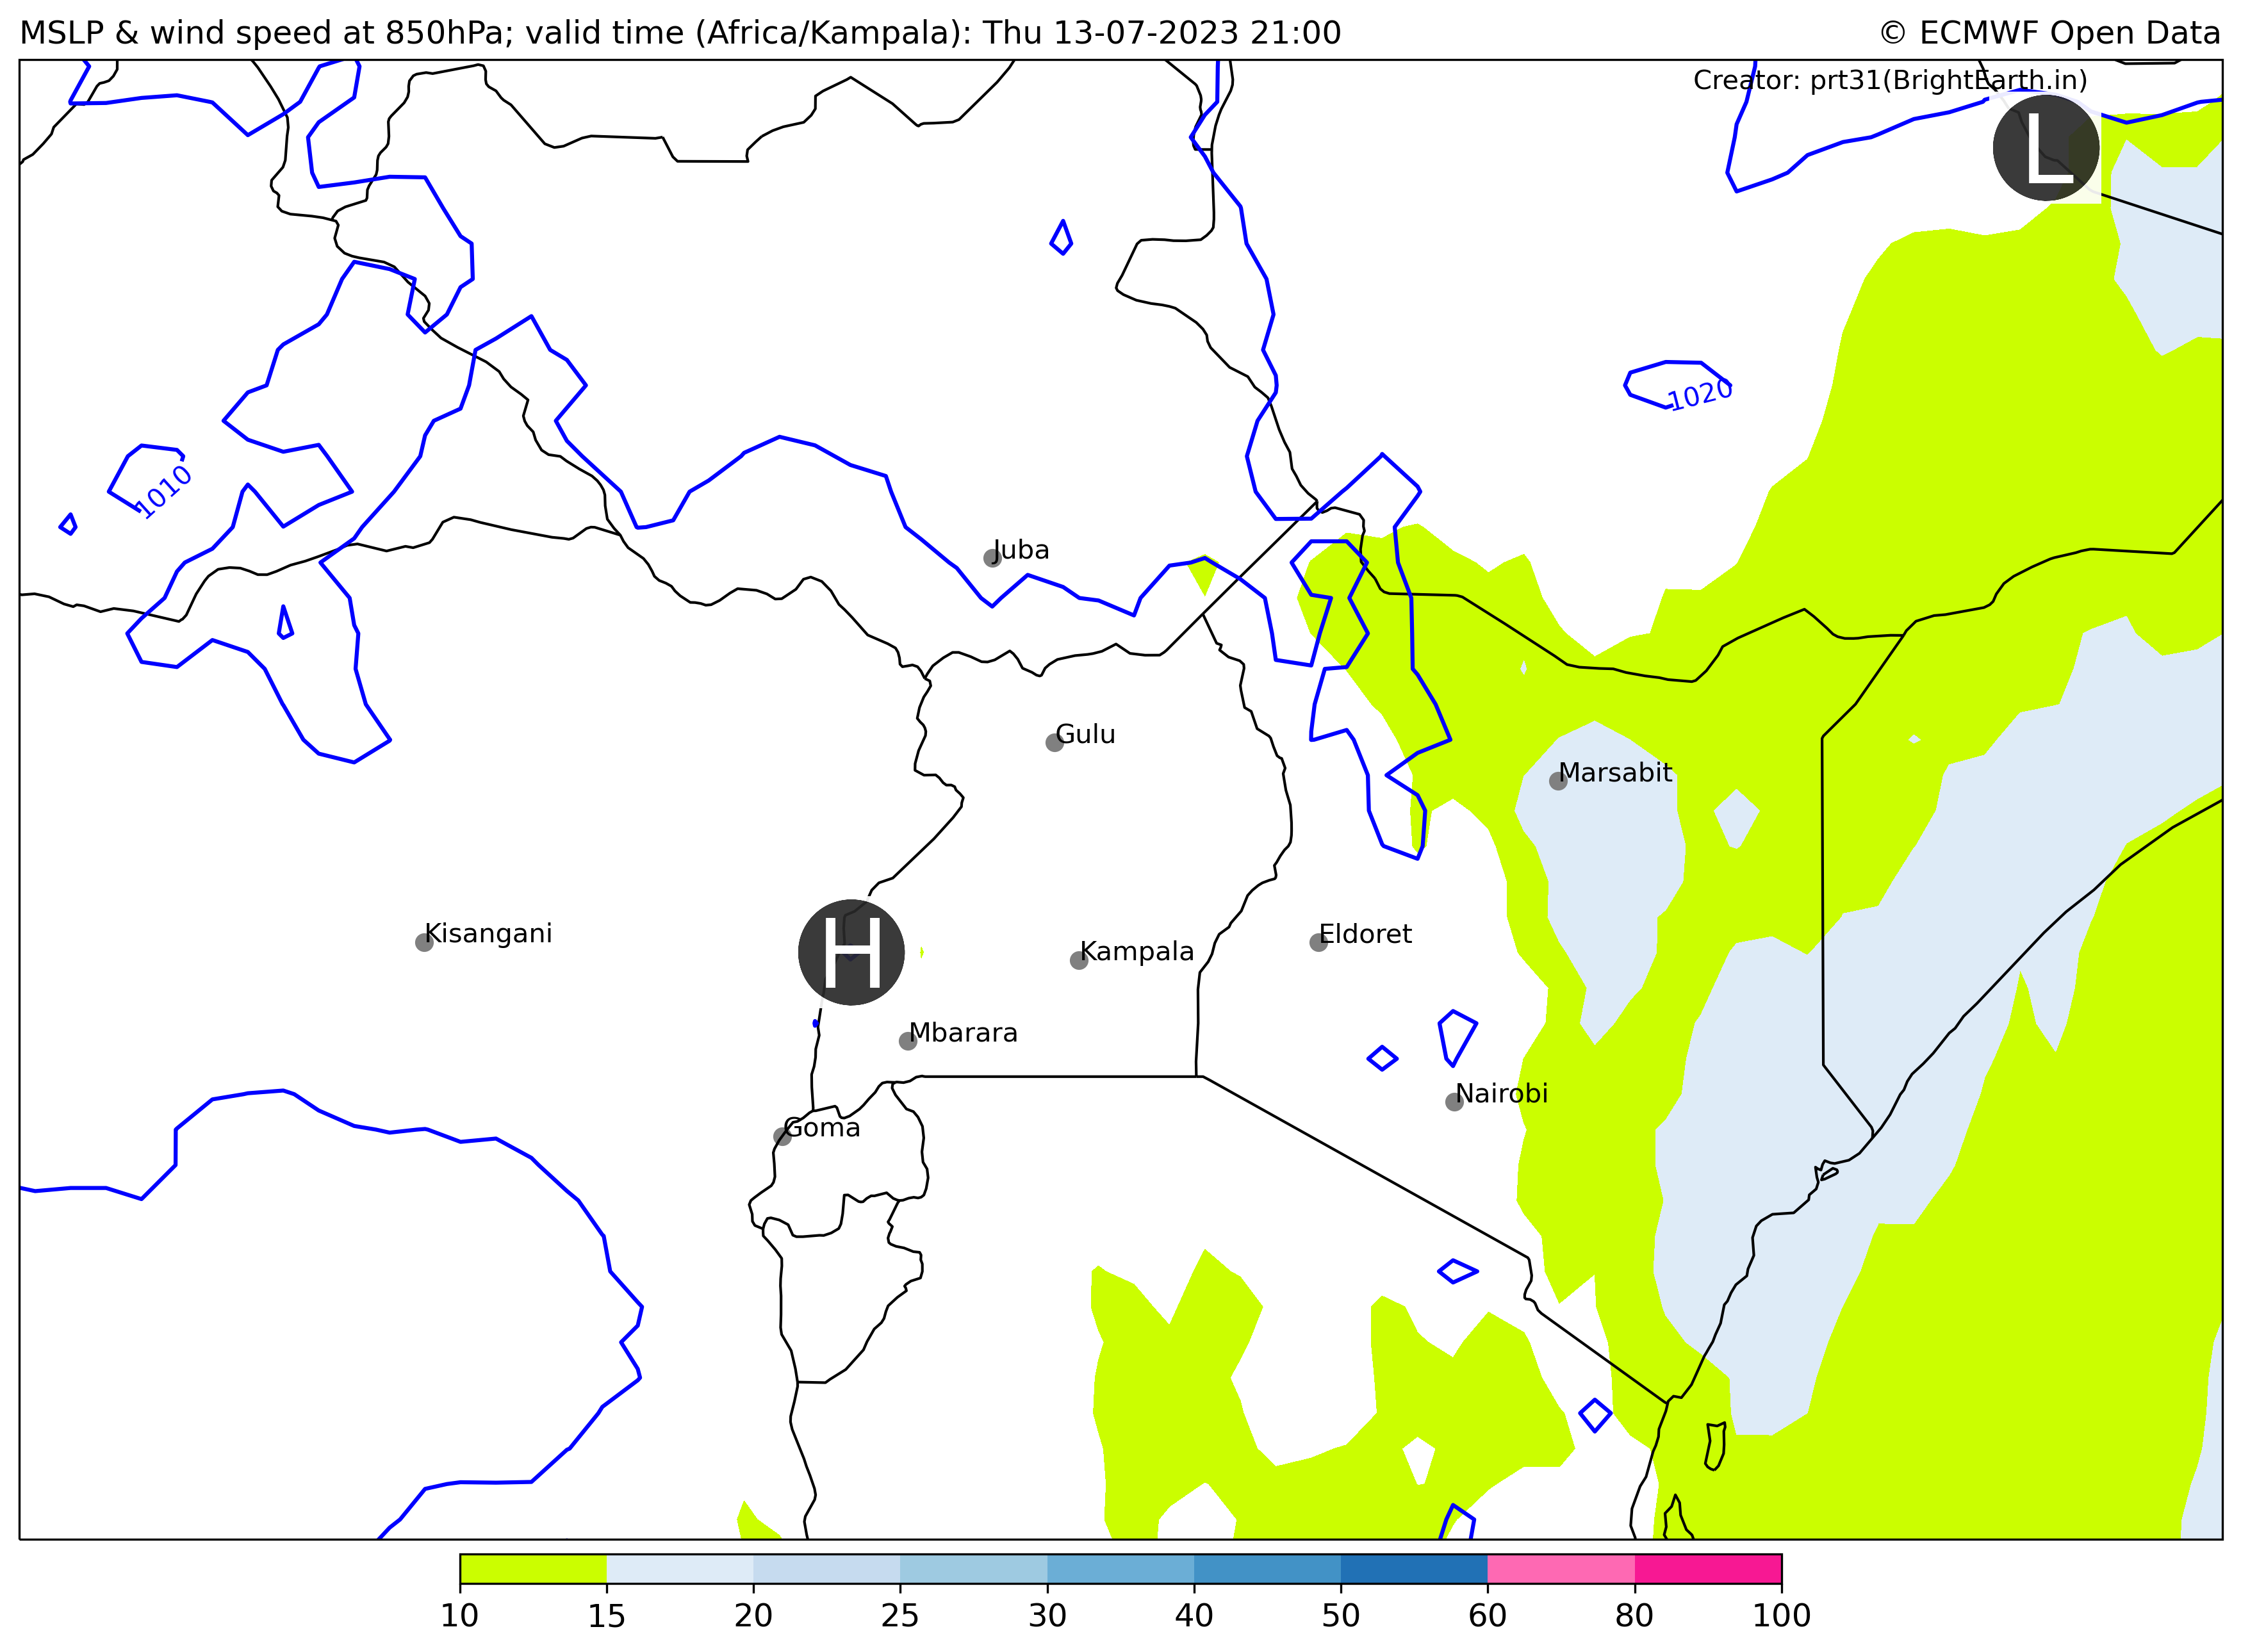 MSLP & wind speed at 850hPa; valid time (Africa/Kampala): Thu 13-07-2023 21:00
© ECMWF Open Data
Creator: prt31(BrightEarth.in)
L
1020
1010
Juba
Gulu
Marsabit
Kisangani
H
Kampala
Eldoret
Mbarara
Nairobi
Goma
10 15 20 25 30 40 50 60 80 100